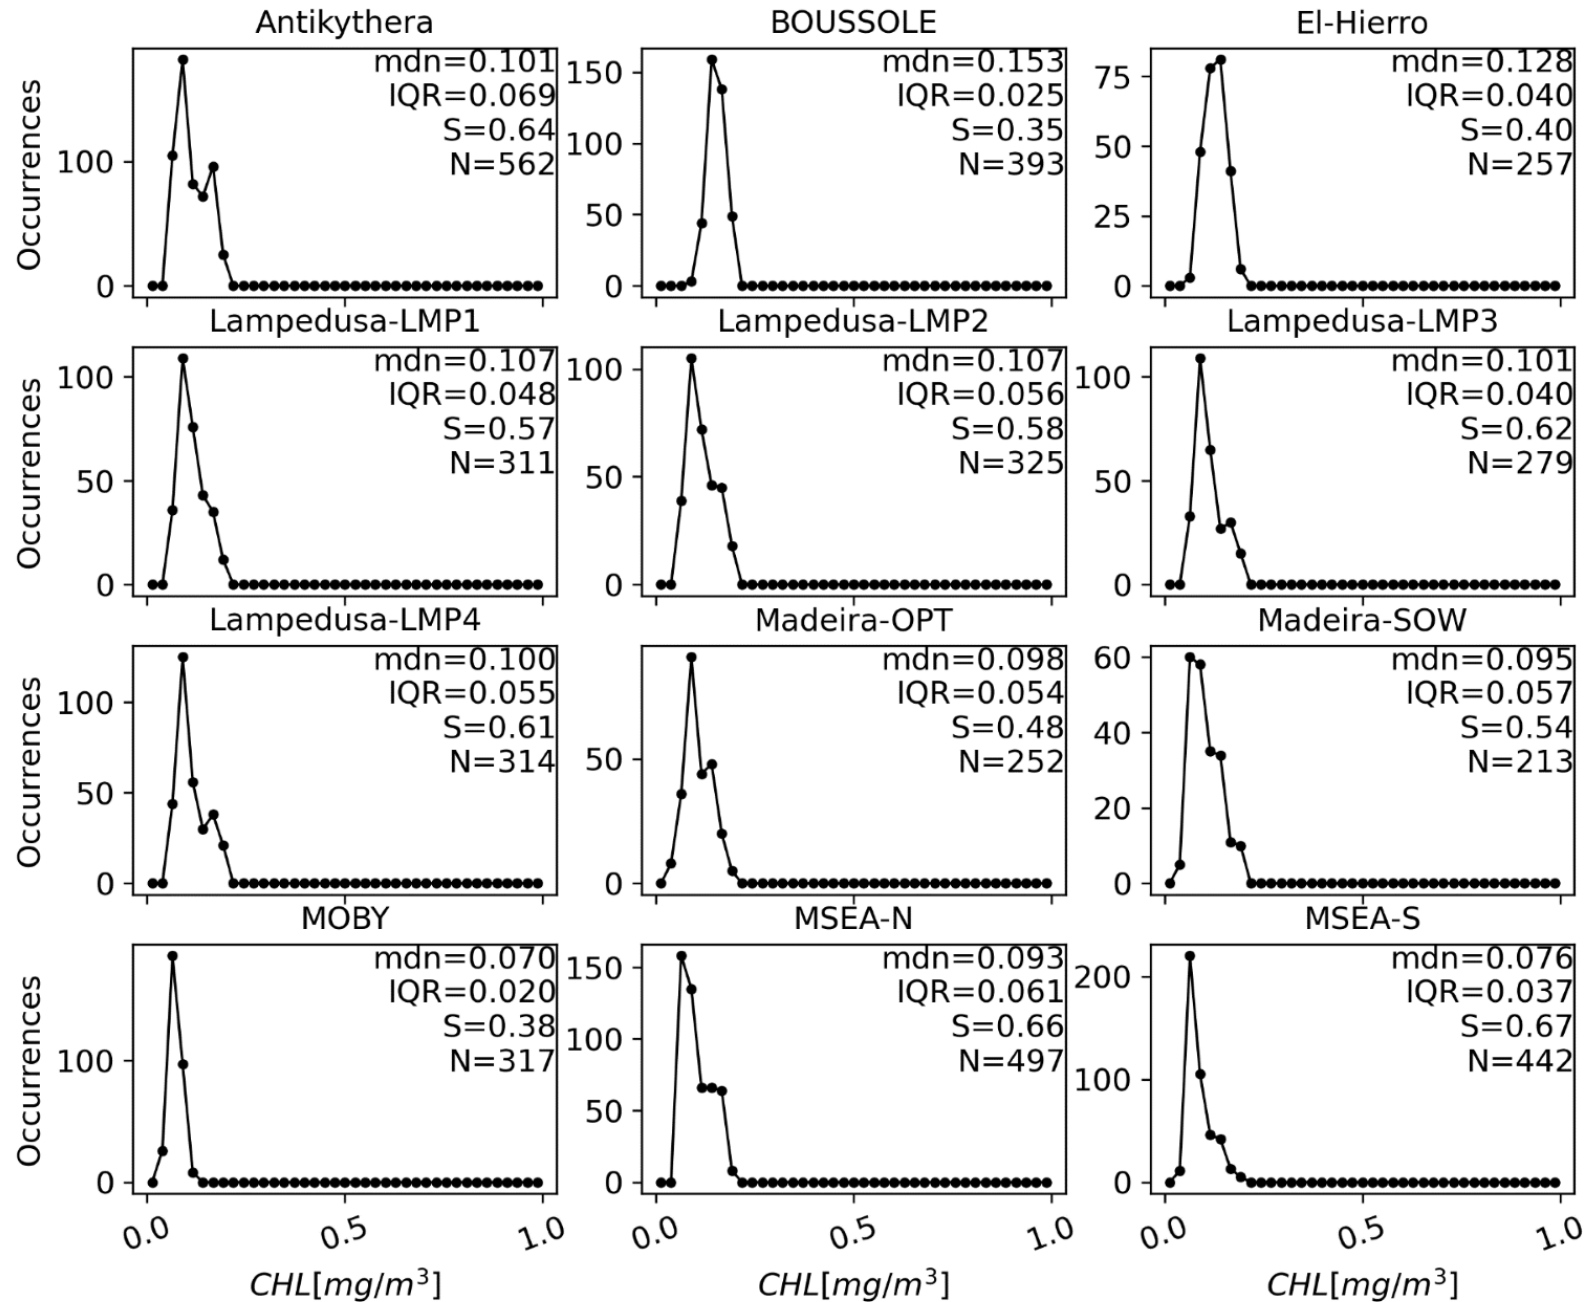 Antikythera
Occurrences
100
0
mdn=0.101
IQR=0.069
S=0.64
N=562
BOUSSOLE
150
100
50
0
mdn=0.153
IQR=0.025
S=0.35
N=393
El-Hierro
75
50
25
0
mdn=0.128
IQR=0.040
S=0.40
N=257
Lampedusa-LMP1
Occurrences
100
50
0
mdn=0.107
IQR=0.048
S=0.57
N=311
Lampedusa-LMP2
100
50
0
mdn=0.107
IQR=0.056
S=0.58
N=325
Lampedusa-LMP3
100
50
0
mdn=0.101
IQR=0.040
S=0.62
N=279
Lampedusa-LMP4
Occurrences
100
50
0
mdn=0.100
IQR=0.055
S=0.61
N=314
Madeira-OPT
50
0
mdn=0.098
IQR=0.054
S=0.48
N=252
Madeira-SOW
60
40
20
0
mdn=0.095
IQR=0.057
S=0.54
N=213
MOBY
Occurrences
100
0
mdn=0.070
IQR=0.020
S=0.38
N=317
0.0 0.5 1.0
CHL[mg/m³]
MSEA-N
150
100
50
0
mdn=0.093
IQR=0.061
S=0.66
N=497
0.0 0.5 1.0
CHL[mg/m³]
MSEA-S
200
100
0
mdn=0.076
IQR=0.037
S=0.67
N=442
0.0 0.5 1.0
CHL[mg/m³]